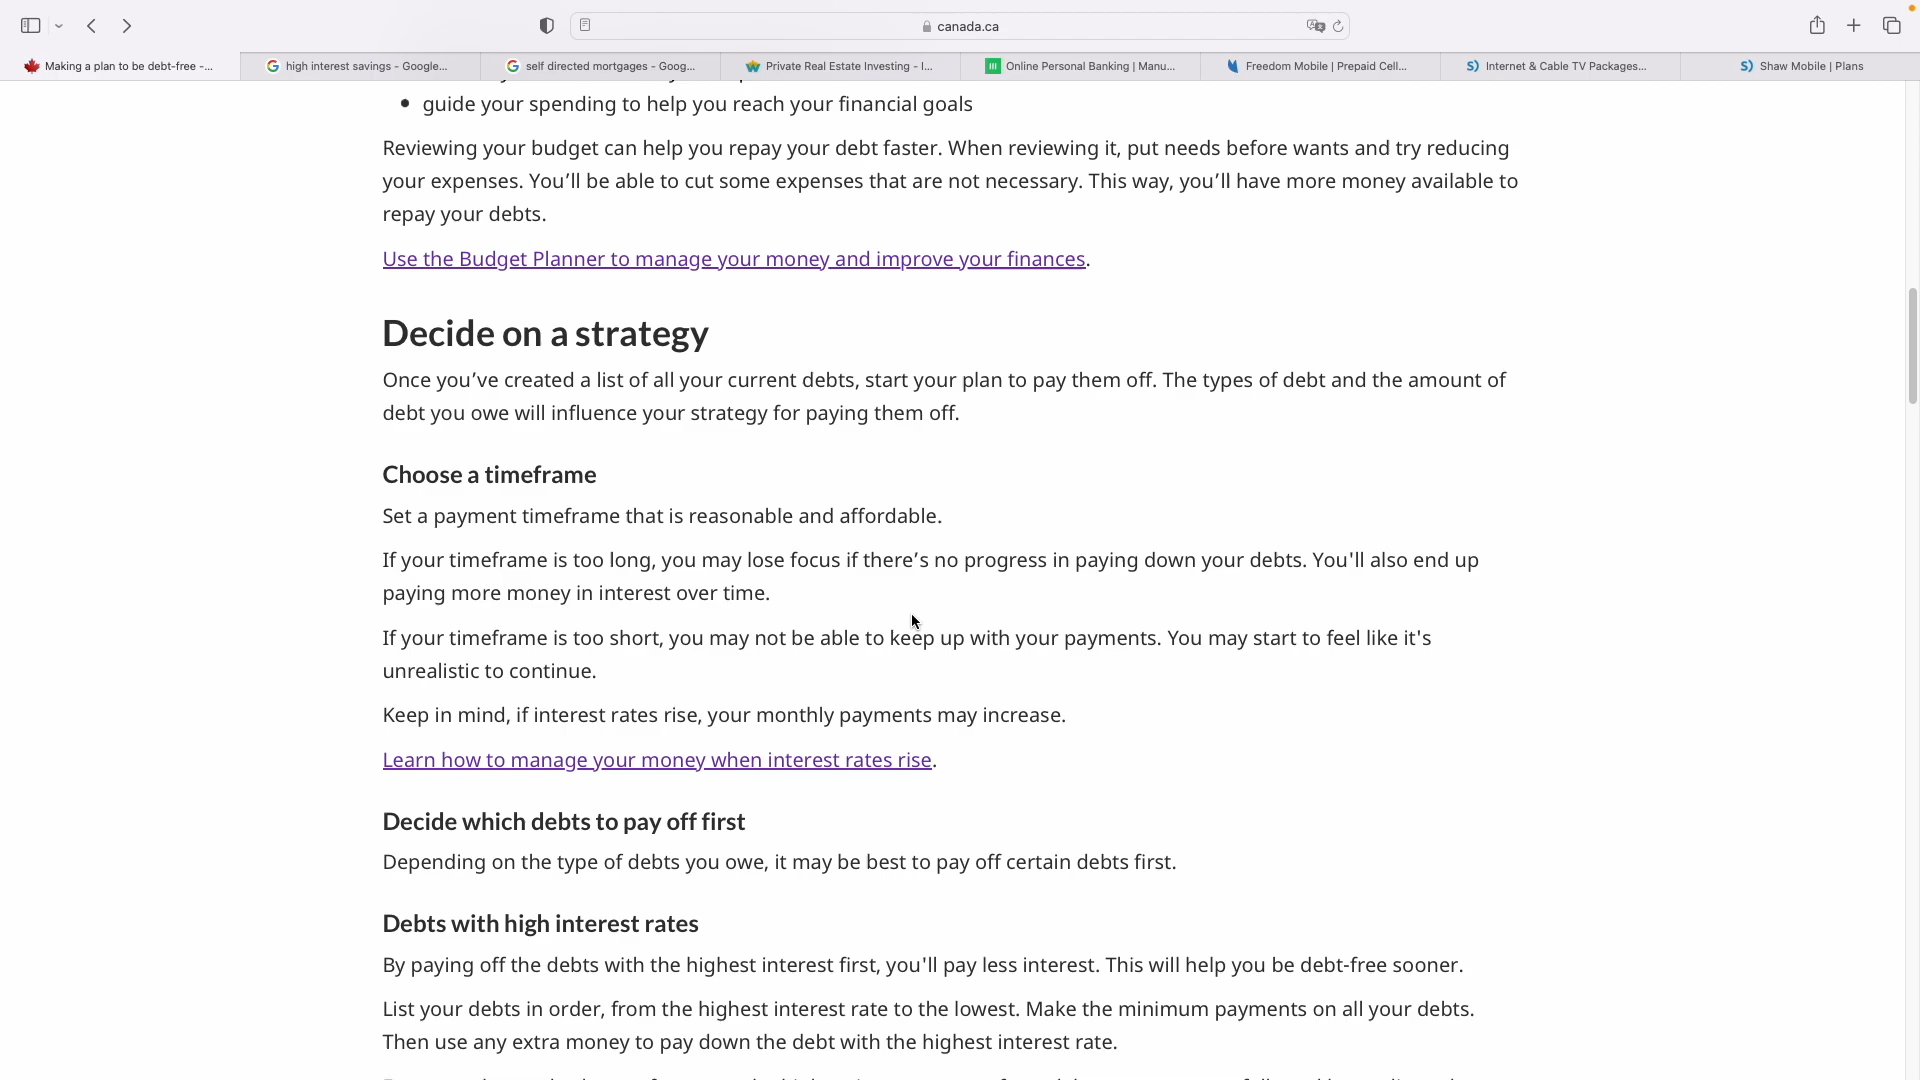 canada.ca
Making a plan to be debt-free -...
high interest savings - Google...
self directed mortgages - Goog...
Private Real Estate Investing - I...
Online Personal Banking | Manu...
Freedom Mobile | Prepaid Cell...
Internet & Cable TV Packages...
Shaw Mobile | Plans
• guide your spending to help you reach your financial goals
Reviewing your budget can help you repay your debt faster. When reviewing it, put needs before wants and try reducing
your expenses. You’ll be able to cut some expenses that are not necessary. This way, you’ll have more money available to
repay your debts.
Use the Budget Planner to manage your money and improve your finances.
Decide on a strategy
Once you’ve created a list of all your current debts, start your plan to pay them off. The types of debt and the amount of
debt you owe will influence your strategy for paying them off.
Choose a timeframe
Set a payment timeframe that is reasonable and affordable.
If your timeframe is too long, you may lose focus if there’s no progress in paying down your debts. You'll also end up
paying more money in interest over time.
If your timeframe is too short, you may not be able to keep up with your payments. You may start to feel like it's
unrealistic to continue.
Keep in mind, if interest rates rise, your monthly payments may increase.
Learn how to manage your money when interest rates rise.
Decide which debts to pay off first
Depending on the type of debts you owe, it may be best to pay off certain debts first.
Debts with high interest rates
By paying off the debts with the highest interest first, you'll pay less interest. This will help you be debt-free sooner.
List your debts in order, from the highest interest rate to the lowest. Make the minimum payments on all your debts.
Then use any extra money to pay down the debt with the highest interest rate.